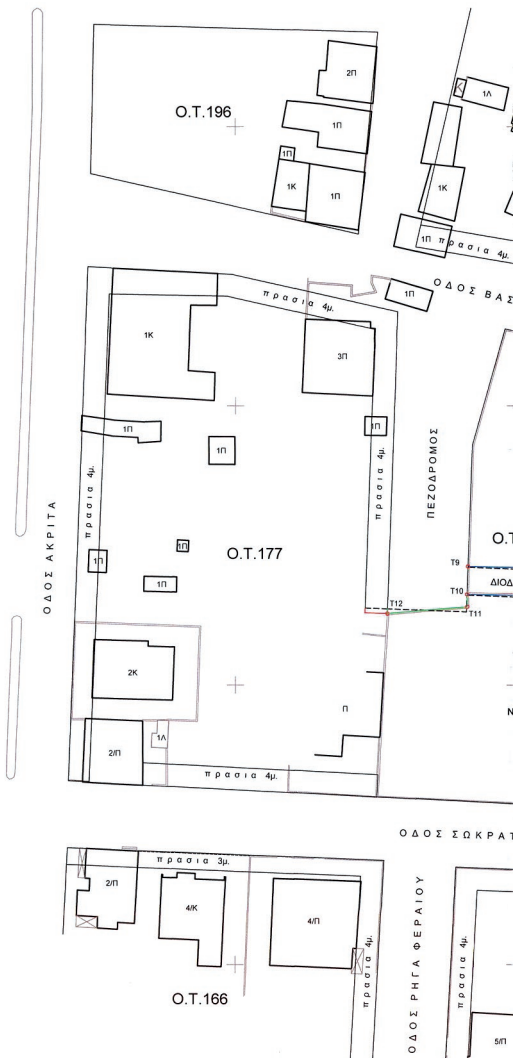 2Π
1Λ
Ο.Τ.196
1Π
1Π
1Κ
1Π
1Κ
1Π
πρασια 4μ.
ΟΔΟΣ ΒΑΣ
πρασια 4μ.
1Π
1Κ
3Π
1Π
1Π
1Π
πρασια 4μ.
πρασια 4μ.
ΠΕΖΟΔΡΟΜΟΣ
ΟΔΟΣ ΑΚΡΙΤΑ
Ο.Τ
1Π
Ο.Τ.177
1Π
1Π
Τ9
ΔΙΟΔ
Τ10
Τ12
Τ11
2Κ
Π
Ν
2/Π
1Λ
πρασια 4μ.
ΟΔΟΣ ΣΩΚΡΑΤ
πρασια 3μ.
2/Π
4/Κ
4/Π
πρασια 4μ.
ΟΔΟΣ ΡΗΓΑ ΦΕΡΑΙΟΥ
πρασια 4μ.
Ο.Τ.166
5/Π